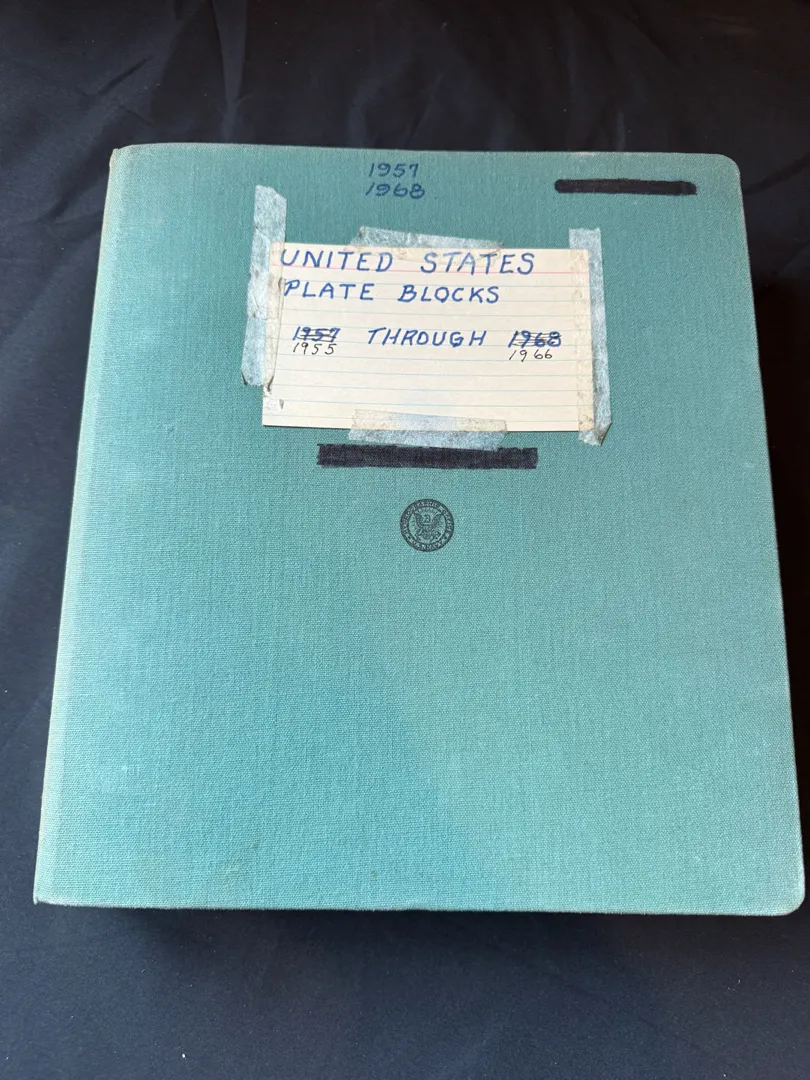 1957
1968
UNITED STATES
PLATE BLOCKS
1957 THROUGH 1968
1955 1966